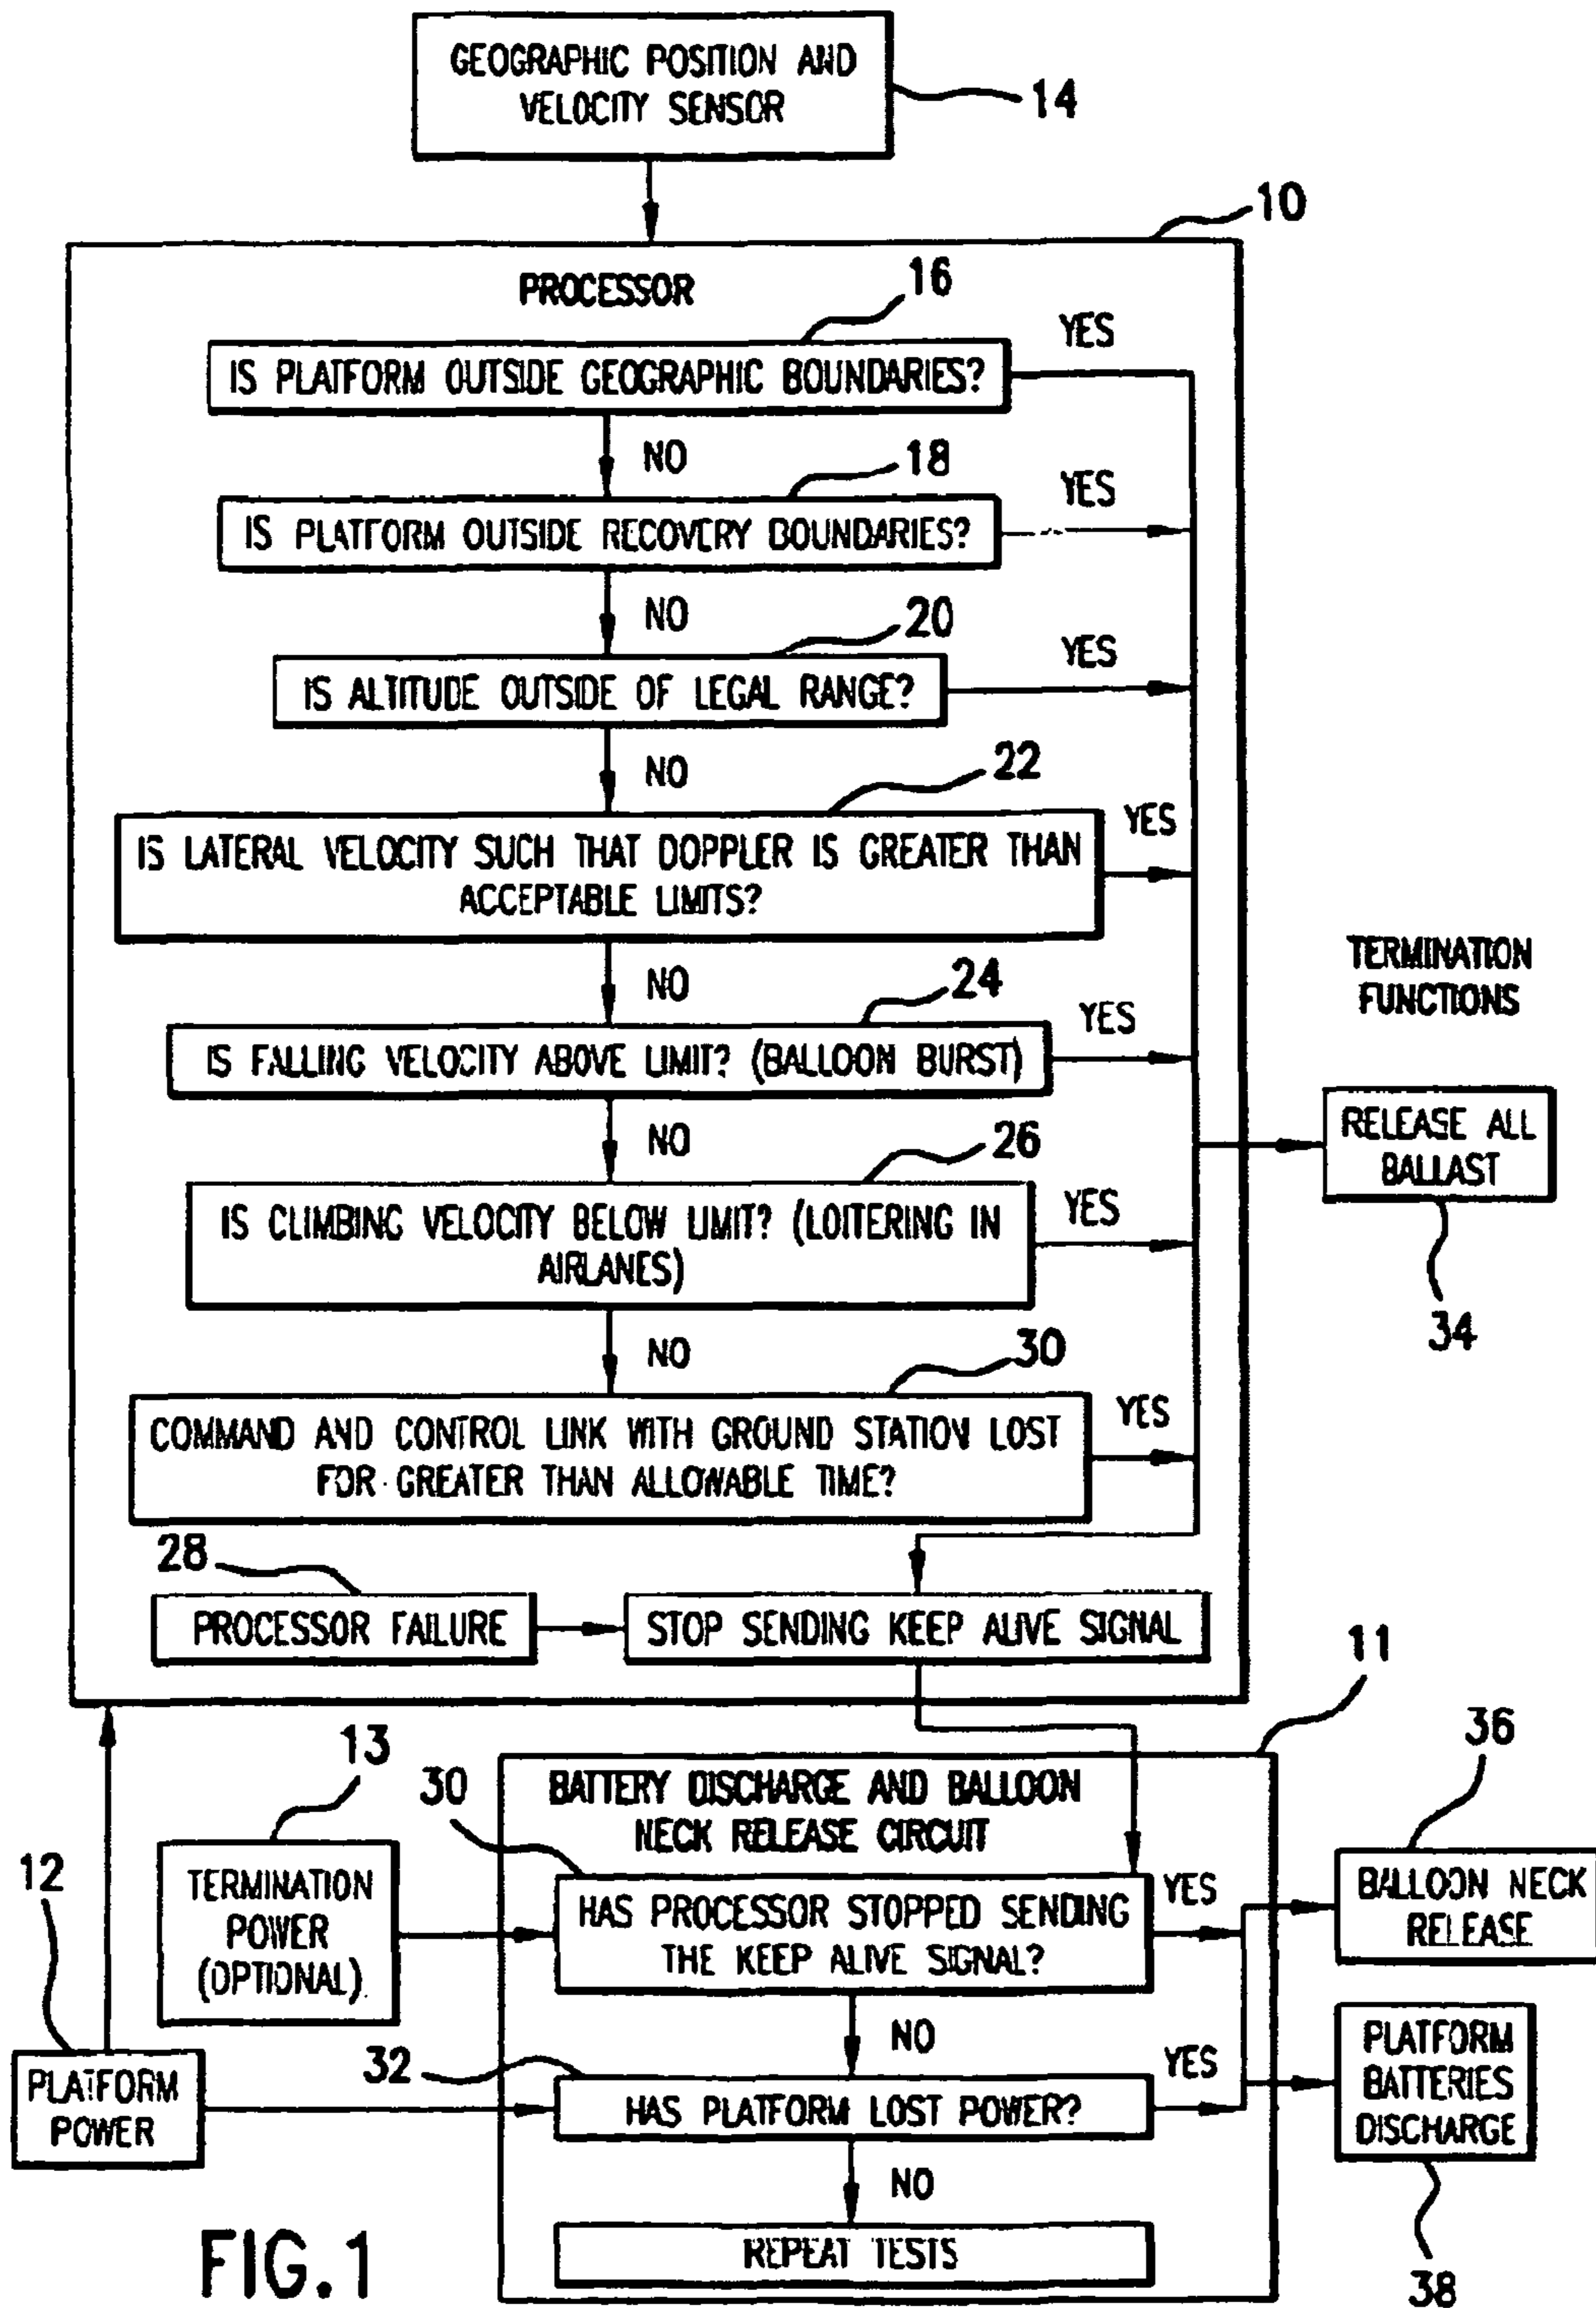 GEOGRAPHIC POSITION AND
VELOCITY SENSOR
14
10
PROCESSOR
16
IS PLATFORM OUTSIDE GEOGRAPHIC BOUNDARIES?
YES
NO
18
IS PLATFORM OUTSIDE RECOVERY BOUNDARIES?
YES
NO
20
IS ALTITUDE OUTSIDE OF LEGAL RANGE?
YES
NO
22
IS LATERAL VELOCITY SUCH THAT DOPPLER IS GREATER THAN
ACCEPTABLE LIMITS?
YES
NO
24
IS FALLING VELOCITY ABOVE LIMIT? (BALLOON BURST)
YES
NO
26
IS CLIMBING VELOCITY BELOW LIMIT? (LOITERING IN
AIRLANES)
YES
NO
30
COMMAND AND CONTROL LINK WITH GROUND STATION LOST
FOR GREATER THAN ALLOWABLE TIME?
YES
28
PROCESSOR FAILURE
STOP SENDING KEEP ALIVE SIGNAL
TERMINATION
FUNCTIONS
RELEASE ALL
BALLAST
34
11
BATTERY DISCHARGE AND BALLOON
NECK RELEASE CIRCUIT
13
TERMINATION
POWER
(OPTIONAL)
30
HAS PROCESSOR STOPPED SENDING
THE KEEP ALIVE SIGNAL?
YES
NO
36
BALLOON NECK
RELEASE
12
PLATFORM
POWER
32
HAS PLATFORM LOST POWER?
YES
NO
PLATFORM
BATTERIES
DISCHARGE
38
REPEAT TESTS
FIG.1